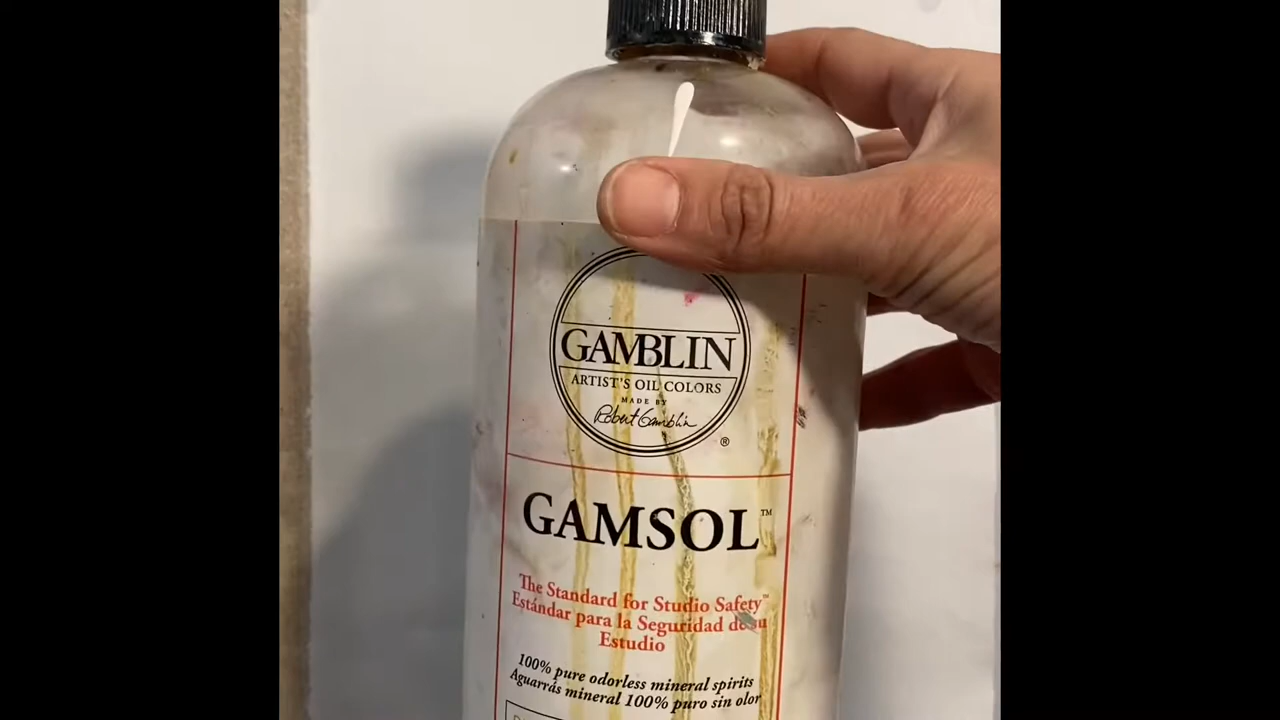 GAMBLIN
ARTIST'S OIL COLORS
MADE BY
Robert Gamblin
®
GAMSOL™
The Standard for Studio Safety™
Estándar para la Seguridad de su
Estudio
100% pure odorless mineral spirits
Aguarrás mineral 100% puro sin olor